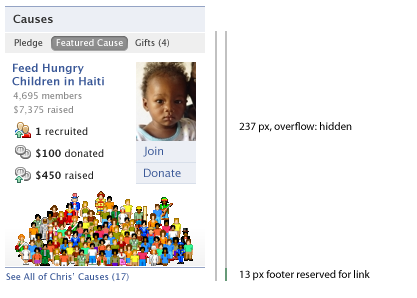 Causes
Pledge Featured Cause Gifts (4)
Feed Hungry
Children in Haiti
4,695 members
$7,375 raised
1 recruited
$100 donated
$450 raised
Join
Donate
See All of Chris' Causes (17)
237 px, overflow: hidden
13 px footer reserved for link